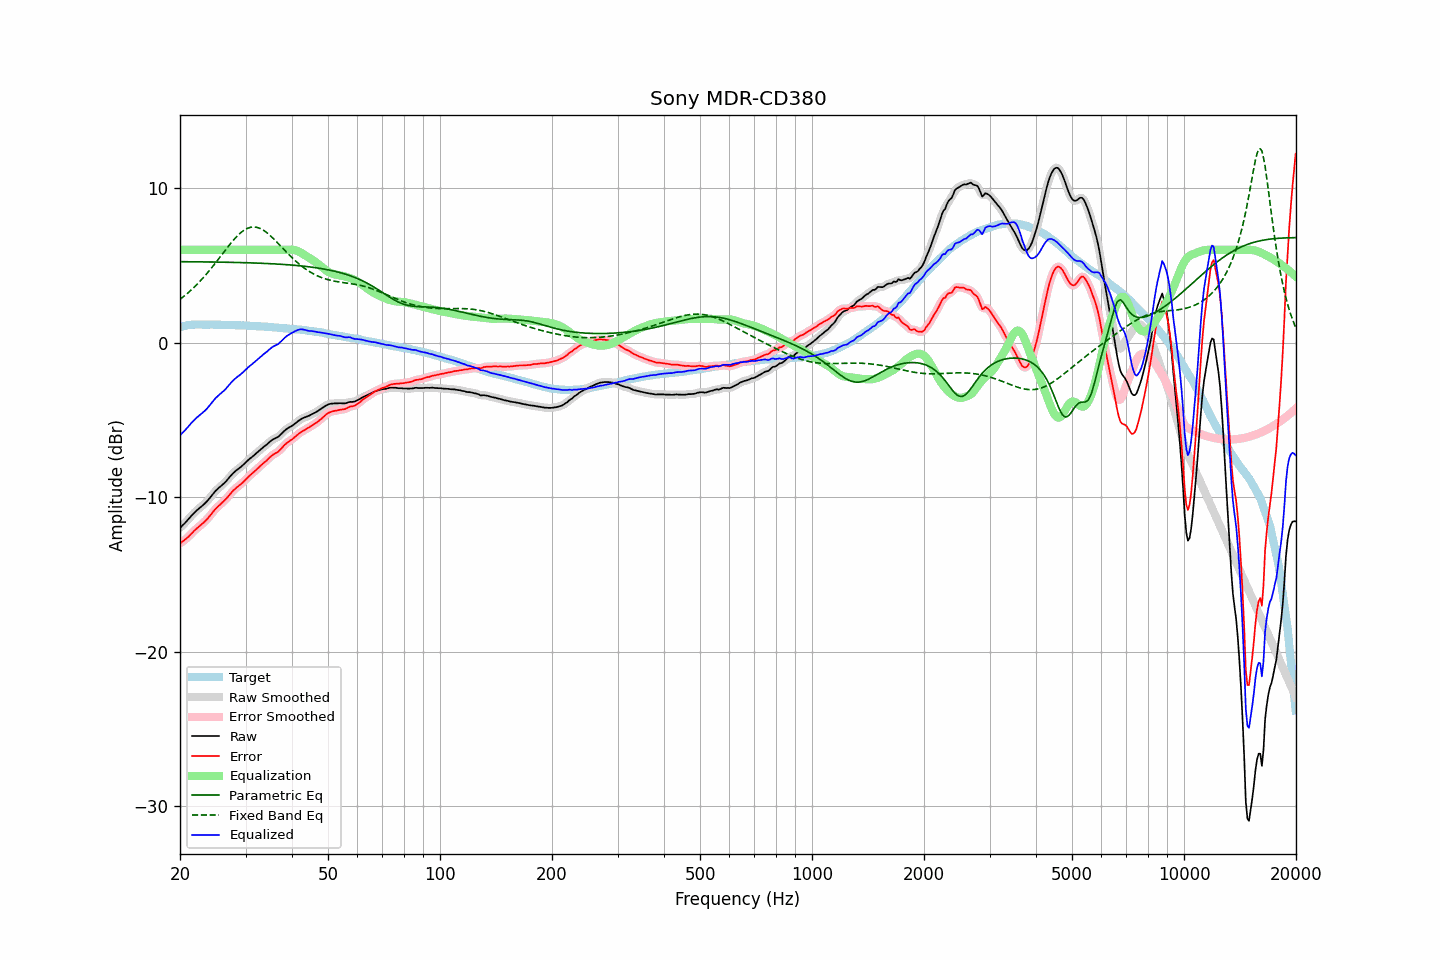 Sony MDR-CD380
Amplitude (dBr)
10
0
−10
−20
−30
Target
Raw Smoothed
Error Smoothed
Raw
Error
Equalization
Parametric Eq
Fixed Band Eq
Equalized
20 50 100 200 500 1000 2000 5000 10000 20000
Frequency (Hz)